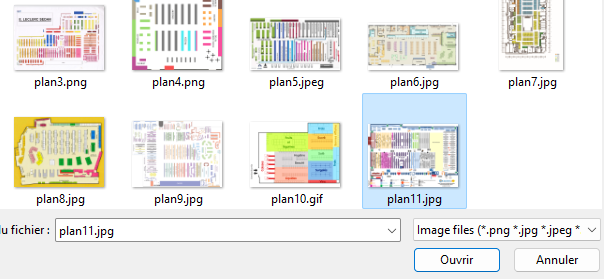 plan3.png
plan4.png
plan5.jpeg
plan6.jpg
plan7.jpg
plan8.jpg
plan9.jpg
plan10.gif
plan11.jpg
du fichier :
plan11.jpg
Image files (*.png *.jpg *.jpeg *
Ouvrir
Annuler